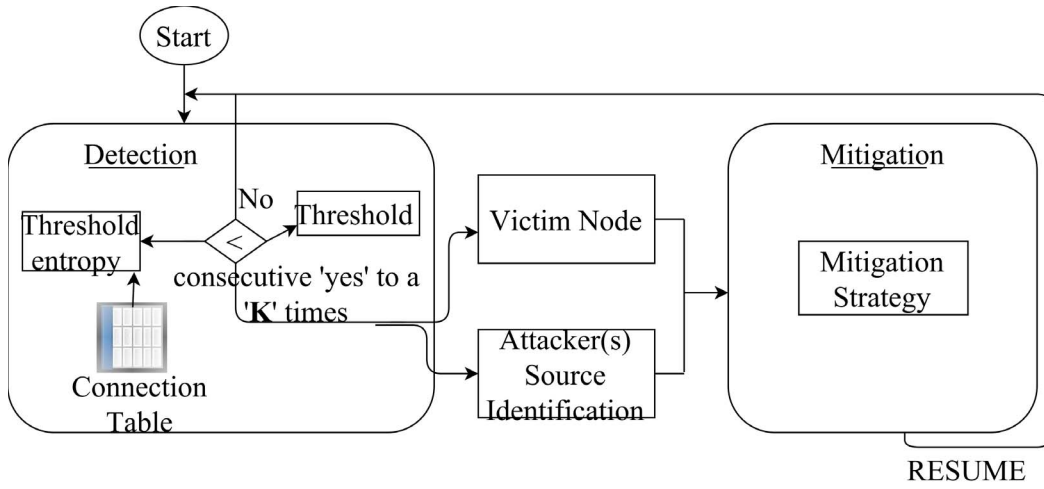 Start
Detection
No
Threshold
entropy
<
Threshold
consecutive 'yes' to a
'K' times
Connection
Table
Victim Node
Attacker(s)
Source
Identification
Mitigation
Mitigation
Strategy
RESUME